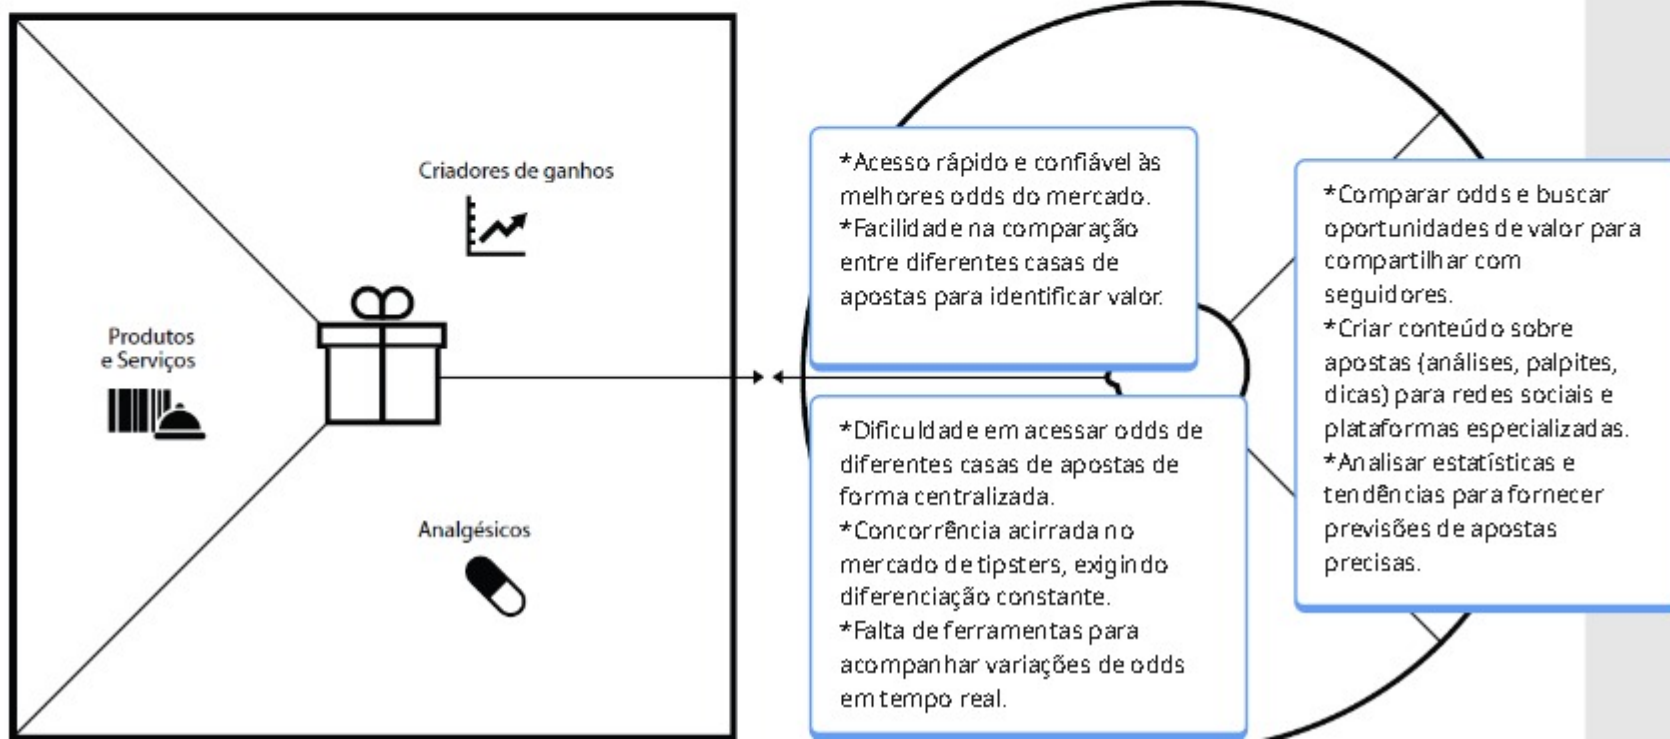 Criadores de ganhos
Produtos
e Serviços
Analgésicos
*Acesso rápido e confiável às
melhores odds do mercado.
*Facilidade na comparação
entre diferentes casas de
apostas para identificar valor.
*Dificuldade em acessar odds de
diferentes casas de apostas de
forma centralizada.
*Concorrência acirrada no
mercado de tipsters, exigindo
diferenciação constante.
*Falta de ferramentas para
acompanhar variações de odds
em tempo real.
*Comparar odds e buscar
oportunidades de valor para
compartilhar com
seguidores.
*Criar conteúdo sobre
apostas (análises, palpites,
dicas) para redes sociais e
plataformas especializadas.
*Analisar estatísticas e
tendências para fornecer
previsões de apostas
precisas.